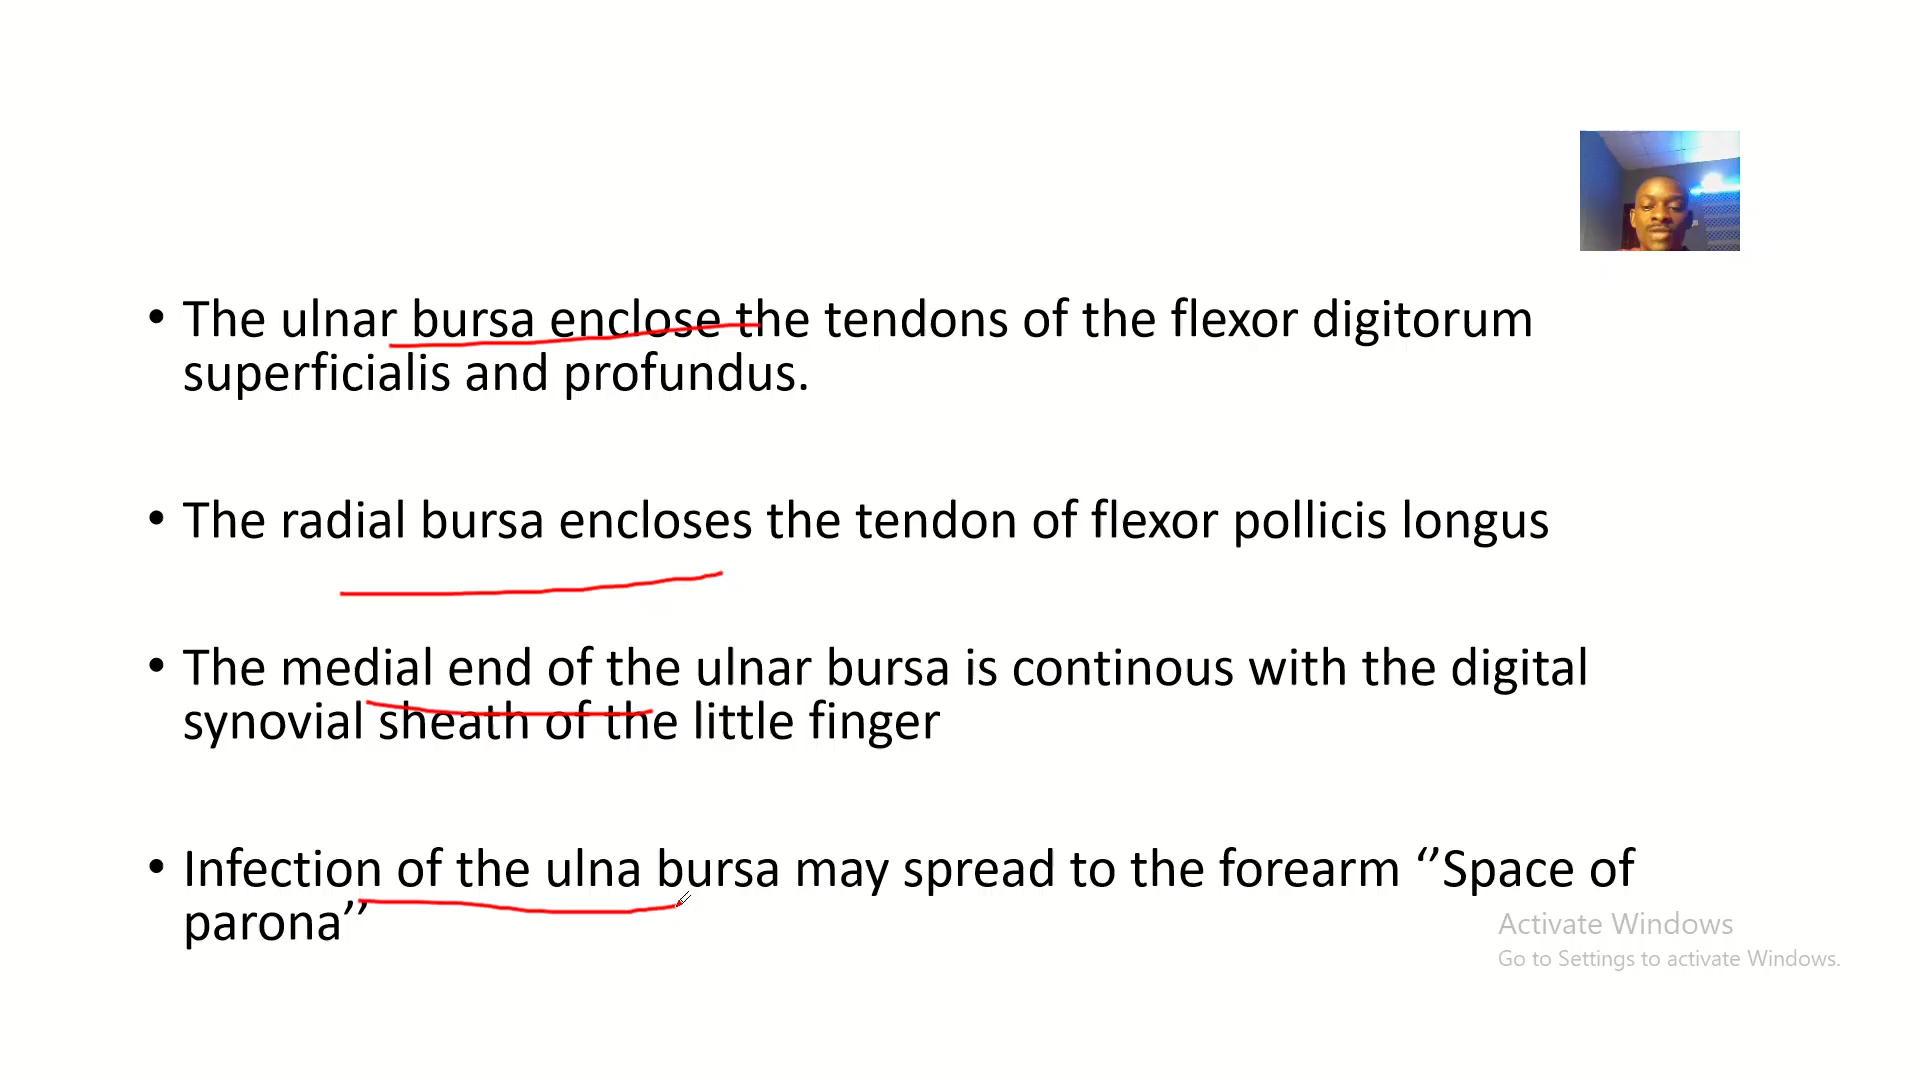 • The ulnar bursa enclose the tendons of the flexor digitorum
superficialis and profundus.
• The radial bursa encloses the tendon of flexor pollicis longus
• The medial end of the ulnar bursa is continous with the digital
synovial sheath of the little finger
• Infection of the ulna bursa may spread to the forearm ‘’Space of
parona’’
Activate Windows
Go to Settings to activate Windows.